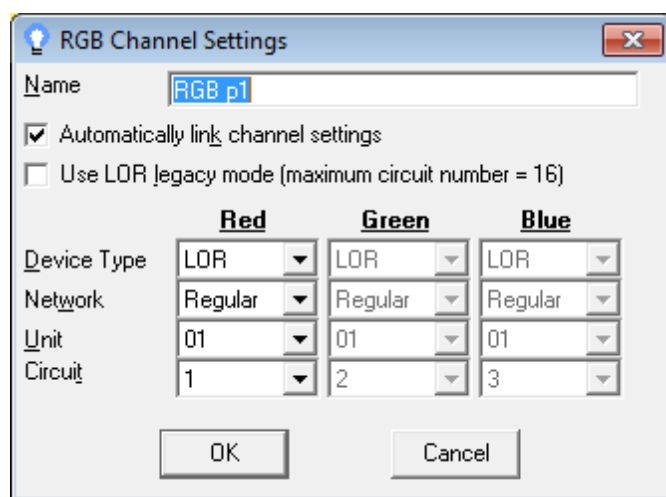 RGB Channel Settings
Name RGB p1
Automatically link channel settings
Use LOR legacy mode (maximum circuit number = 16)
Red Green Blue
Device Type LOR LOR LOR
Network Regular Regular Regular
Unit 01 01 01
Circuit 1 2 3
OK Cancel